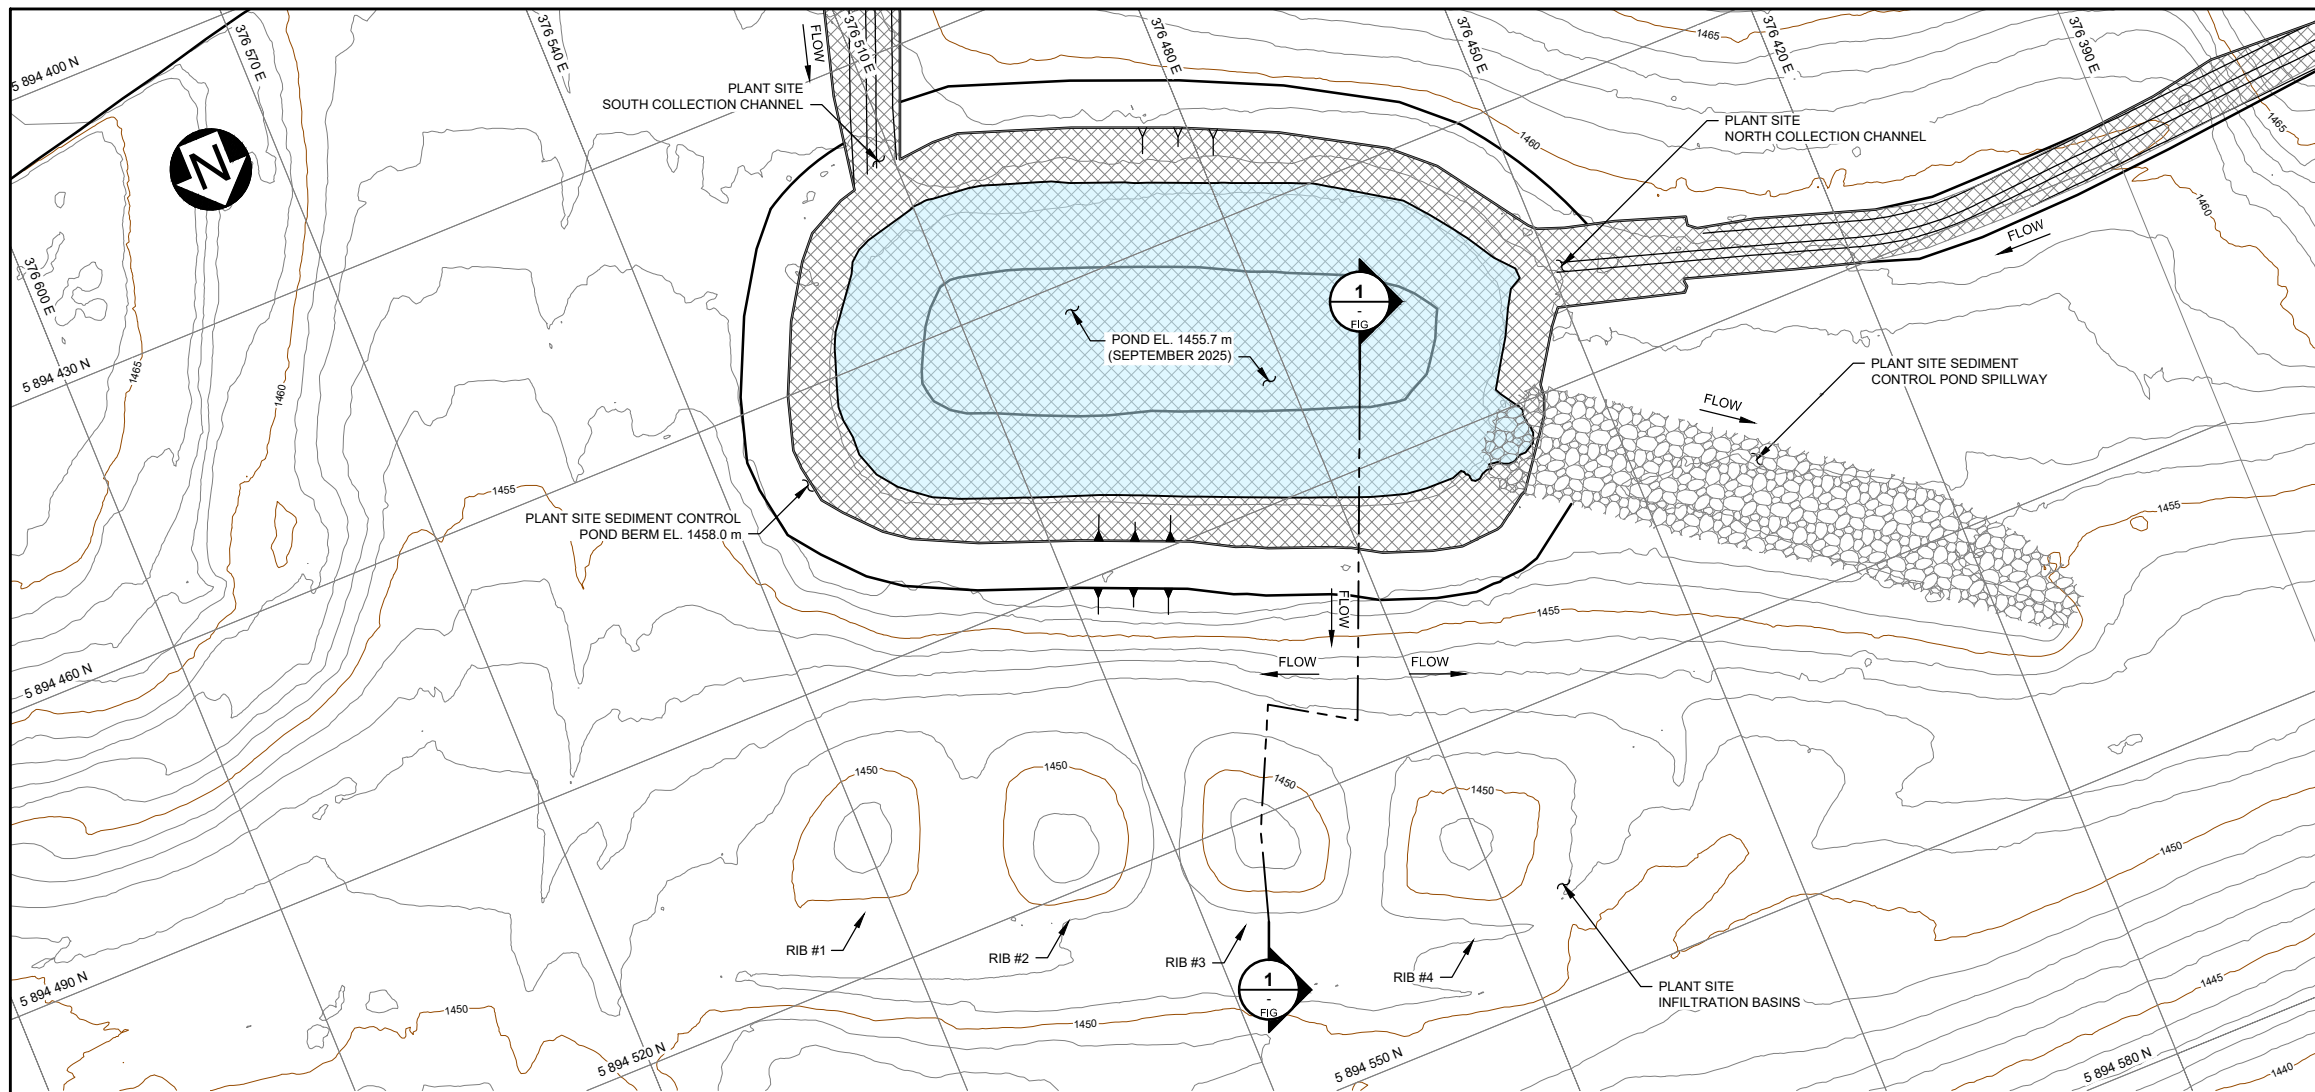 5 894 400 N
376 570 E
376 540 E
FLOW
376 510 E
376 480 E
376 450 E
376 420 E
376 390 E
1465
1465
1460
1460
N
PLANT SITE
SOUTH COLLECTION CHANNEL
PLANT SITE
NORTH COLLECTION CHANNEL
FLOW
376 600 E
5 894 430 N
1465
1460
1
-
FIG
POND EL. 1455.7 m
(SEPTEMBER 2025)
PLANT SITE SEDIMENT
CONTROL POND SPILLWAY
FLOW
1455
1455
PLANT SITE SEDIMENT CONTROL
POND BERM EL. 1458.0 m
FLOW
1455
FLOW
FLOW
5 894 460 N
1450
1450
1450
1450
1450
RIB #1
RIB #2
RIB #3
RIB #4
1
-
FIG
PLANT SITE
INFILTRATION BASINS
5 894 490 N
1450
1450
1445
5 894 520 N
5 894 550 N
5 894 580 N
1440